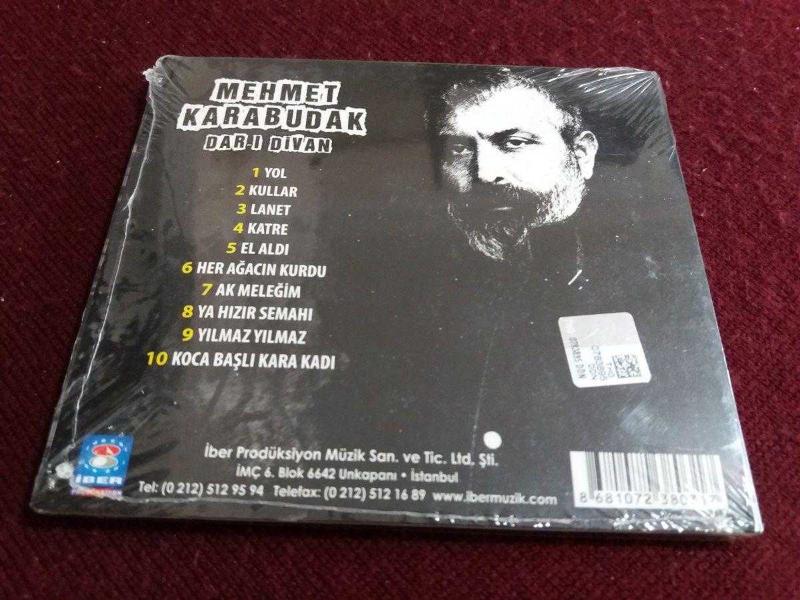 MEHMET
KARABUDAK
DAR-I DİVAN
1 YOL
2 KULLAR
3 LANET
4 KATRE
5 EL ALDI
6 HER AĞACIN KURDU
7 AK MELEĞİM
8 YA HIZIR SEMAHI
9 YILMAZ YILMAZ
10 KOCA BAŞLI KARA KADI
İber Prodüksiyon Müzik San. ve Tic. Ltd. Şti.
İMÇ 6. Blok 6642 Unkapanı • İstanbul
Tel: (0 212) 512 95 94 Telefax: (0 212) 512 16 89 www.ibermuzik.com
İBER